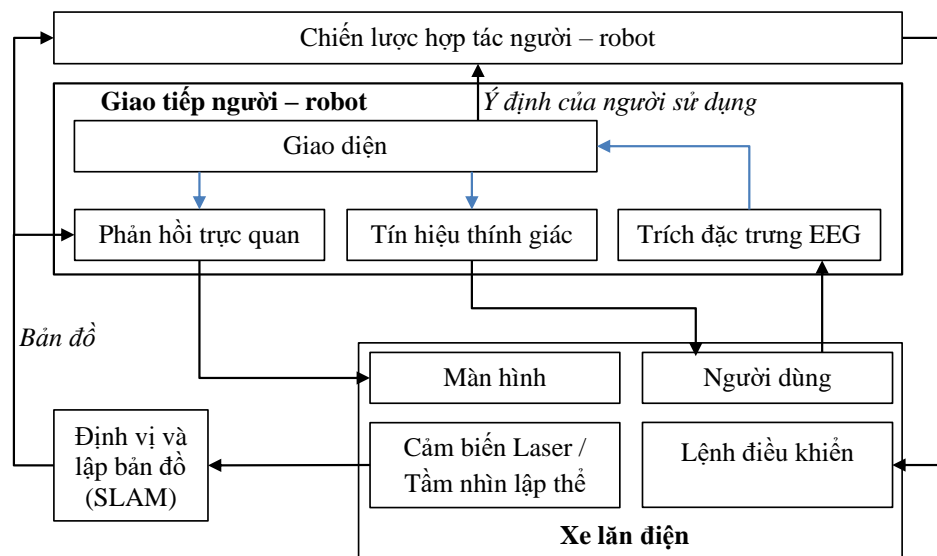 Chiến lược hợp tác người – robot
Giao tiếp người – robot
Ý định của người sử dụng
Giao diện
Phản hồi trực quan
Tín hiệu thính giác
Trích đặc trưng EEG
Bản đồ
Màn hình
Người dùng
Định vị và
lập bản đồ
(SLAM)
Cảm biến Laser /
Tầm nhìn lập thể
Lệnh điều khiển
Xe lăn điện